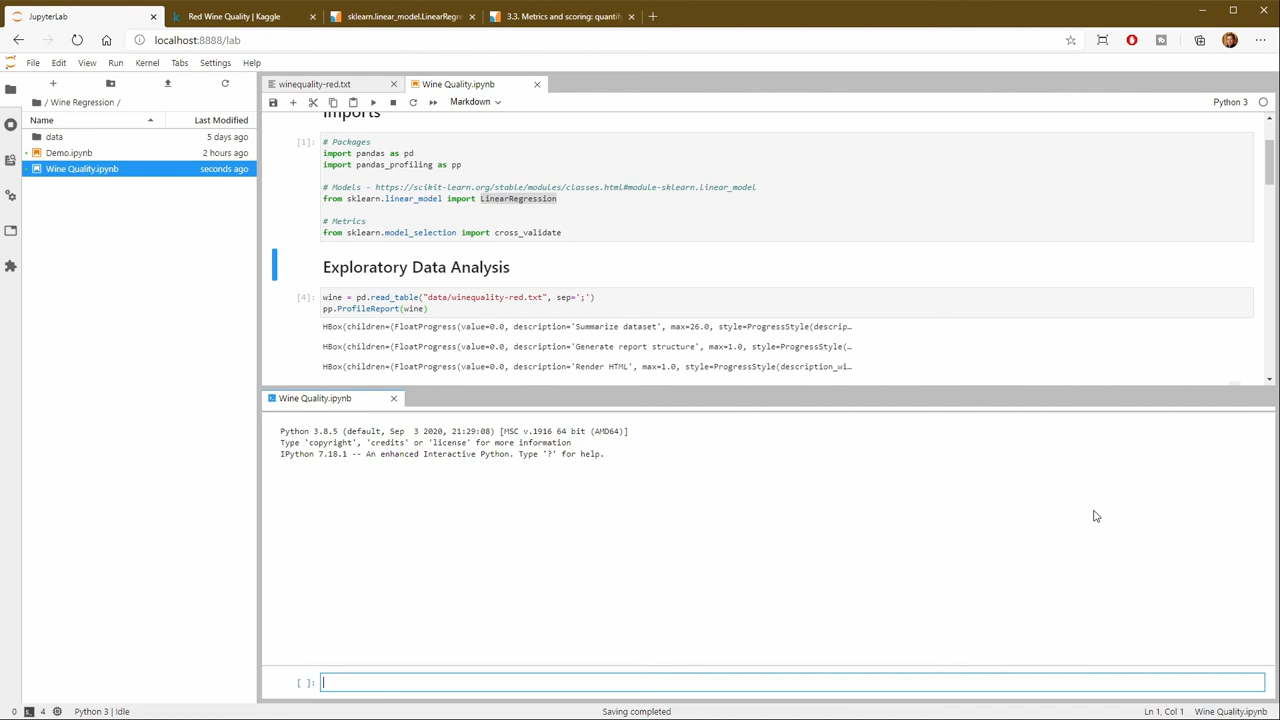 JupyterLab
Red Wine Quality | Kaggle
sklearn.linear_model.LinearRegr
3.3. Metrics and scoring: quantif
localhost:8888/lab
File Edit View Run Kernel Tabs Settings Help
/ Wine Regression /
Name Last Modified
data 5 days ago
Demo.ipynb 2 hours ago
Wine Quality.ipynb seconds ago
winequality-red.txt
Wine Quality.ipynb
Markdown
Python 3
Imports
[1]:
# Packages
import pandas as pd
import pandas_profiling as pp
# Models - https://scikit-learn.org/stable/modules/classes.html#module-sklearn.linear_model
from sklearn.linear_model import LinearRegression
# Metrics
from sklearn.model_selection import cross_validate
Exploratory Data Analysis
[4]:
wine = pd.read_table("data/winequality-red.txt", sep=';')
pp.ProfileReport(wine)
HBox(children=(FloatProgress(value=0.0, description='Summarize dataset', max=26.0, style=ProgressStyle(descrip…
HBox(children=(FloatProgress(value=0.0, description='Generate report structure', max=1.0, style=ProgressStyle(…
HBox(children=(FloatProgress(value=0.0, description='Render HTML', max=1.0, style=ProgressStyle(description_wi…
Wine Quality.ipynb
Python 3.8.5 (default, Sep  3 2020, 21:29:08) [MSC v.1916 64 bit (AMD64)]
Type 'copyright', 'credits' or 'license' for more information
IPython 7.18.1 -- An enhanced Interactive Python. Type '?' for help.
[ ]:
0 4 Python 3 | Idle
Saving completed
Ln 1, Col 1 Wine Quality.ipynb